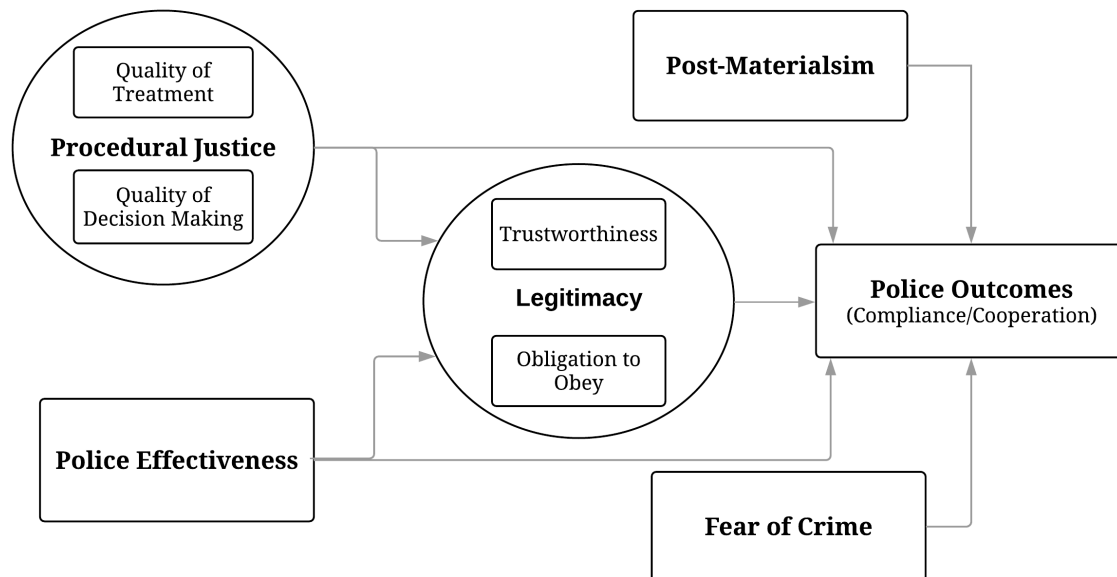 Quality of
Treatment
Procedural Justice
Quality of
Decision Making
Post-Materialsim
Trustworthiness
Legitimacy
Obligation to
Obey
Police Outcomes
(Compliance/Cooperation)
Police Effectiveness
Fear of Crime